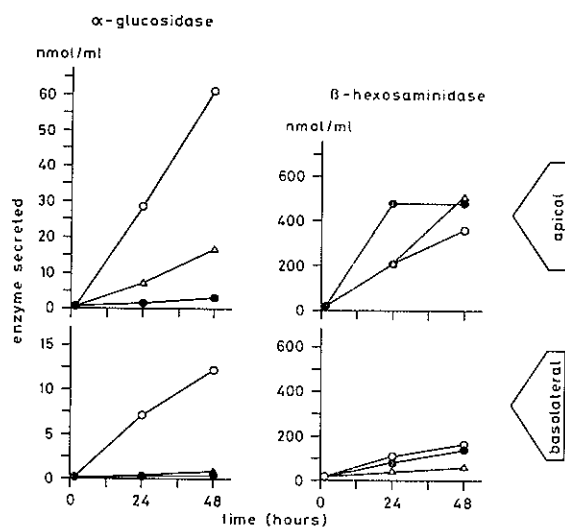 α-glucosidase
nmol/ml
60
50
40
30
20
10
0
15
10
5
0
0 24 48
enzyme secreted
ß-hexosaminidase
nmol/ml
600
400
200
0
600
400
200
0
0 24 48
time (hours)
apical
basolateral